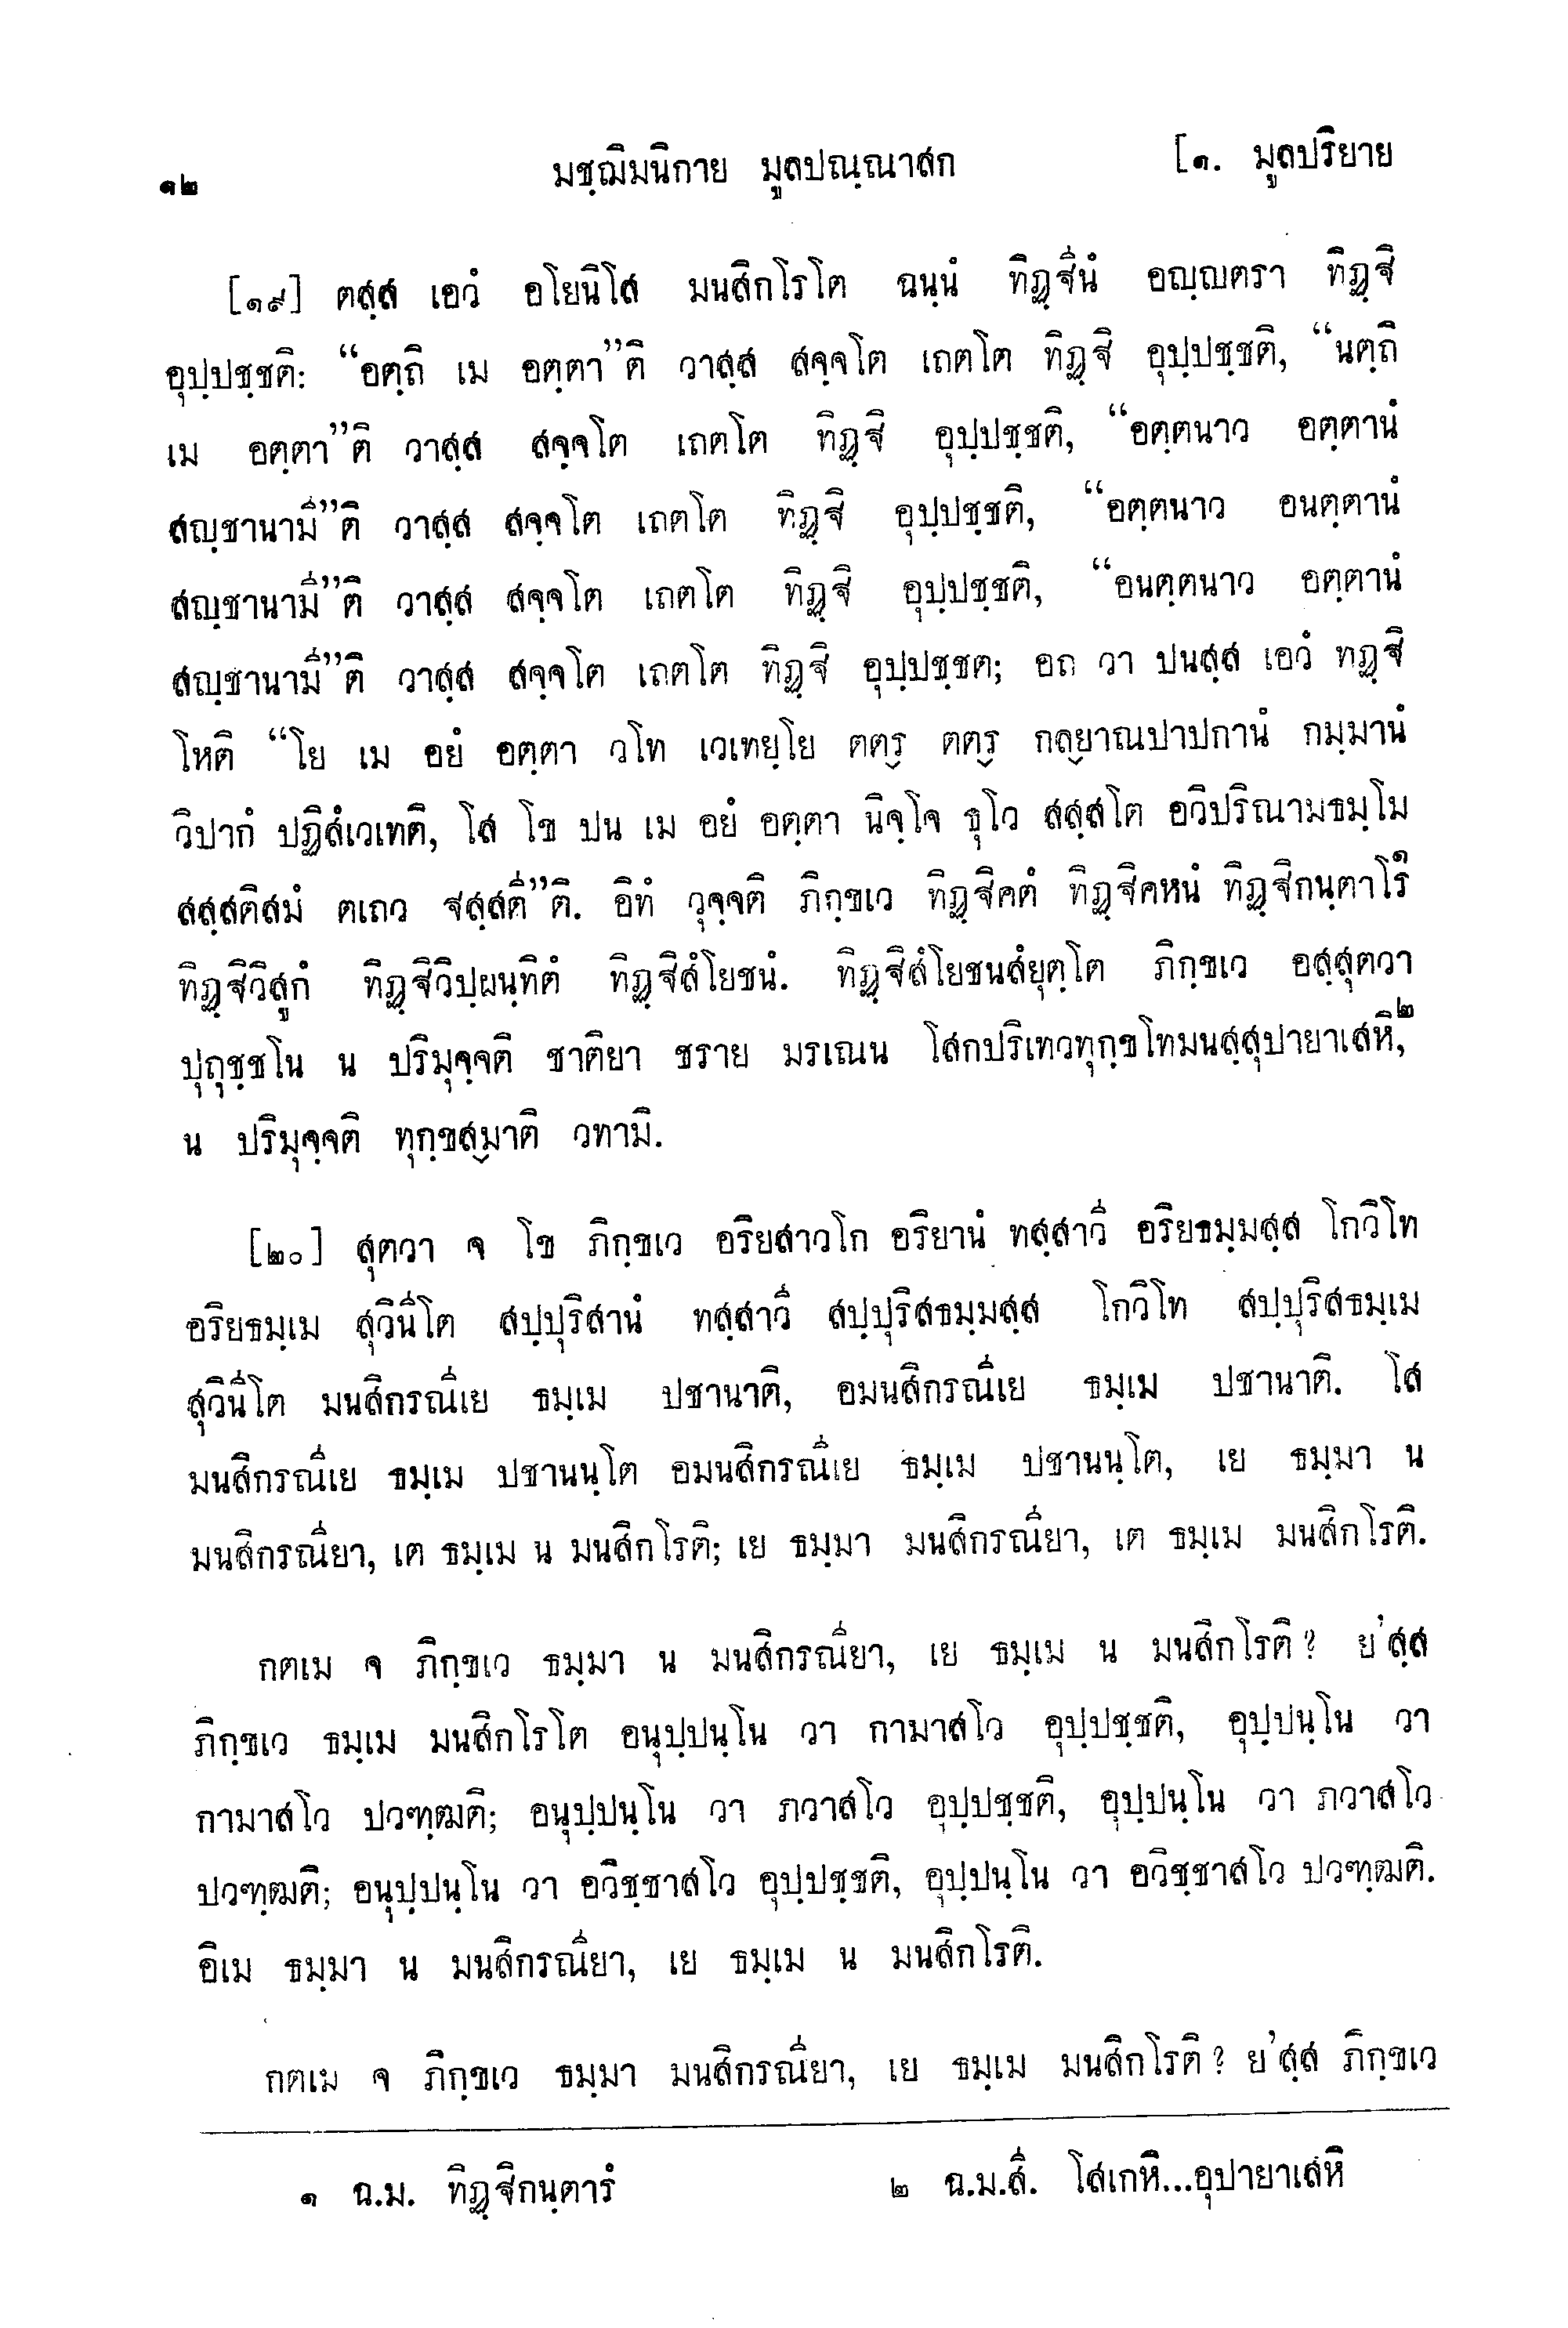 ๑๒ มชฺฌิมนิกาย มูลปณฺณาสก [๑. มูลปริยาย
[๑๙] ตสฺส เอวํ อโยนิโส มนสิกโรโต ฉนฺนํ ทิฏฺฐีนํ อญฺญตรา ทิฏฺฐิ
อุปฺปชฺชติ: “อตฺถิ เม อตฺตา”ติ วาสฺส สจฺจโต เถตโต ทิฏฺฐิ อุปฺปชฺชติ, “นตฺถิ
เม อตฺตา”ติ วาสฺส สจฺจโต เถตโต ทิฏฺฐิ อุปฺปชฺชติ, “อตฺตนาว อตฺตานํ
สญฺชานามี”ติ วาสฺส สจฺจโต เถตโต ทิฏฺฐิ อุปฺปชฺชติ, “อตฺตนาว อนตฺตานํ
สญฺชานามี”ติ วาสฺส สจฺจโต เถตโต ทิฏฺฐิ อุปฺปชฺชติ, “อนตฺตนาว อตฺตานํ
สญฺชานามี”ติ วาสฺส สจฺจโต เถตโต ทิฏฺฐิ อุปฺปชฺชต; อถ วา ปนสฺส เอวํ ทฏฺฐิ
โหติ “โย เม อยํ อตฺตา วโท เวเทยฺโย ตตฺร ตตฺร กลฺยาณปาปกานํ กมฺมานํ
วิปากํ ปฏิสํเวเทติ, โส โข ปน เม อยํ อตฺตา นิจฺโจ ธุโว สสฺสโต อวิปริณามธมฺโม
สสฺสติสมํ ตเถว ฐสฺสตี”ติ. อิทํ วุจฺจติ ภิกฺขเว ทิฏฺฐิคตํ ทิฏฺฐิคหนํ ทิฏฺฐิกนฺตาโร๑
ทิฏฺฐิวิสูกํ ทิฏฺฐิวิปฺผนฺทิตํ ทิฏฺฐิสํโยชนํ. ทิฏฺฐิสํโยชนสํยุตฺโต ภิกฺขเว อสฺสุตวา
ปุถุชฺชโน น ปริมุจฺจติ ชาติยา ชราย มรเณน โสกปริเทวทุกฺขโทมนสฺสุปายาเสหิ,๒
น ปริมุจฺจติ ทุกฺขสฺมาติ วทามิ.
[๒๐] สุตวา จ โข ภิกฺขเว อริยสาวโก อริยานํ ทสฺสาวี อริยธมฺมสฺส โกวิโท
อริยธมฺเม สุวินีโต สปฺปุริสานํ ทสฺสาวี สปฺปุริสธมฺมสฺส โกวิโท สปฺปุริสธมฺเม
สุวินีโต มนสิกรณีเย ธมฺเม ปชานาติ, อมนสิกรณีเย ธมฺเม ปชานาติ. โส
มนสิกรณีเย ธมฺเม ปชานนฺโต อมนสิกรณีเย ธมฺเม ปชานนฺโต, เย ธมฺมา น
มนสิกรณียา, เต ธมฺเม น มนสิกโรติ; เย ธมฺมา มนสิกรณียา, เต ธมฺเม มนสิกโรติ.
กตเม จ ภิกฺขเว ธมฺมา น มนสิกรณียา, เย ธมฺเม น มนสิกโรติ? ย’สฺส
ภิกฺขเว ธมฺเม มนสิกโรโต อนุปฺปนฺโน วา กามาสโว อุปฺปชฺชติ, อุปฺปนฺโน วา
กามาสโว ปวฑฺฒติ; อนุปฺปนฺโน วา ภวาสโว อุปฺปชฺชติ, อุปฺปนฺโน วา ภวาสโว
ปวฑฺฒติ; อนุปฺปนฺโน วา อวิชฺชาสโว อุปฺปชฺชติ, อุปฺปนฺโน วา อวิชฺชาสโว ปวฑฺฒติ.
อิเม ธมฺมา น มนสิกรณียา, เย ธมฺเม น มนสิกโรติ.
กตเม จ ภิกฺขเว ธมฺมา มนสิกรณียา, เย ธมฺเม มนสิกโรติ? ย’สฺส ภิกฺขเว
๑ ฉ.ม. ทิฏฺฐิกนฺตารํ ๒ ฉ.ม.สี. โสเกหิ...อุปายาเสหิ